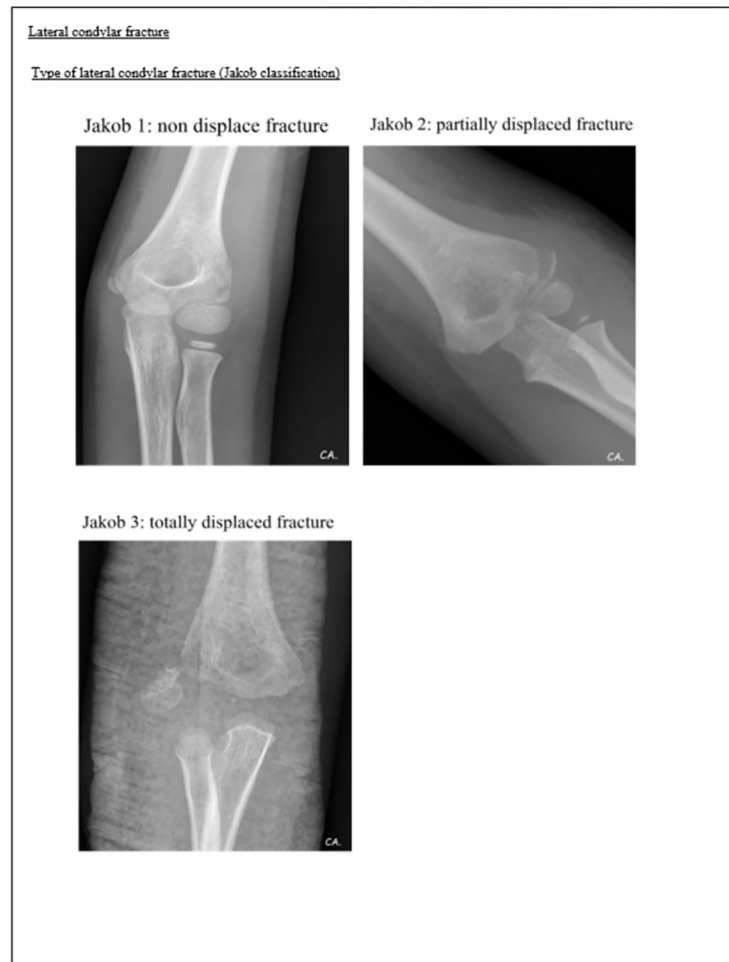 Lateral condylar fracture
Type of lateral condylar fracture (Jakob classification)
Jakob 1: non displace fracture
Jakob 2: partially displaced fracture
CA.
CA.
Jakob 3: totally displaced fracture
CA.